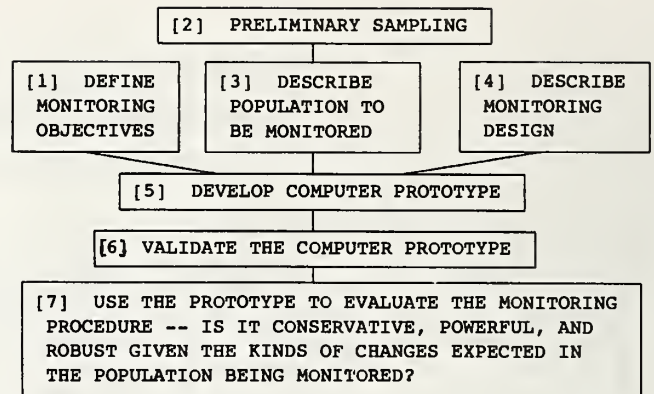 [2] PRELIMINARY SAMPLING
[1] DEFINE
MONITORING
OBJECTIVES
[3] DESCRIBE
POPULATION TO
BE MONITORED
[4] DESCRIBE
MONITORING
DESIGN
[5] DEVELOP COMPUTER PROTOTYPE
[6] VALIDATE THE COMPUTER PROTOTYPE
[7] USE THE PROTOTYPE TO EVALUATE THE MONITORING
PROCEDURE -- IS IT CONSERVATIVE, POWERFUL, AND
ROBUST GIVEN THE KINDS OF CHANGES EXPECTED IN
THE POPULATION BEING MONITORED?